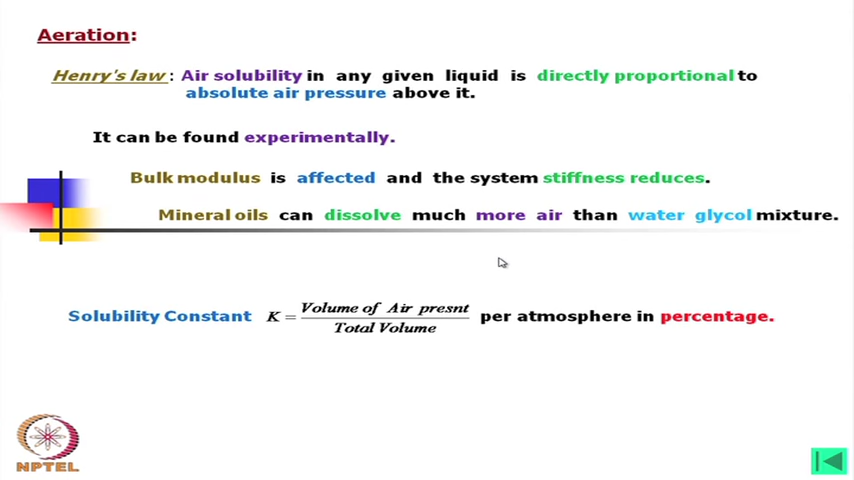 Aeration:
Henry's law : Air solubility in any given liquid is directly proportional to
absolute air pressure above it.
It can be found experimentally.
Bulk modulus is affected and the system stiffness reduces.
Mineral oils can dissolve much more air than water glycol mixture.
Solubility Constant K = Volume of Air presnt / Total Volume per atmosphere in percentage.
NPTEL